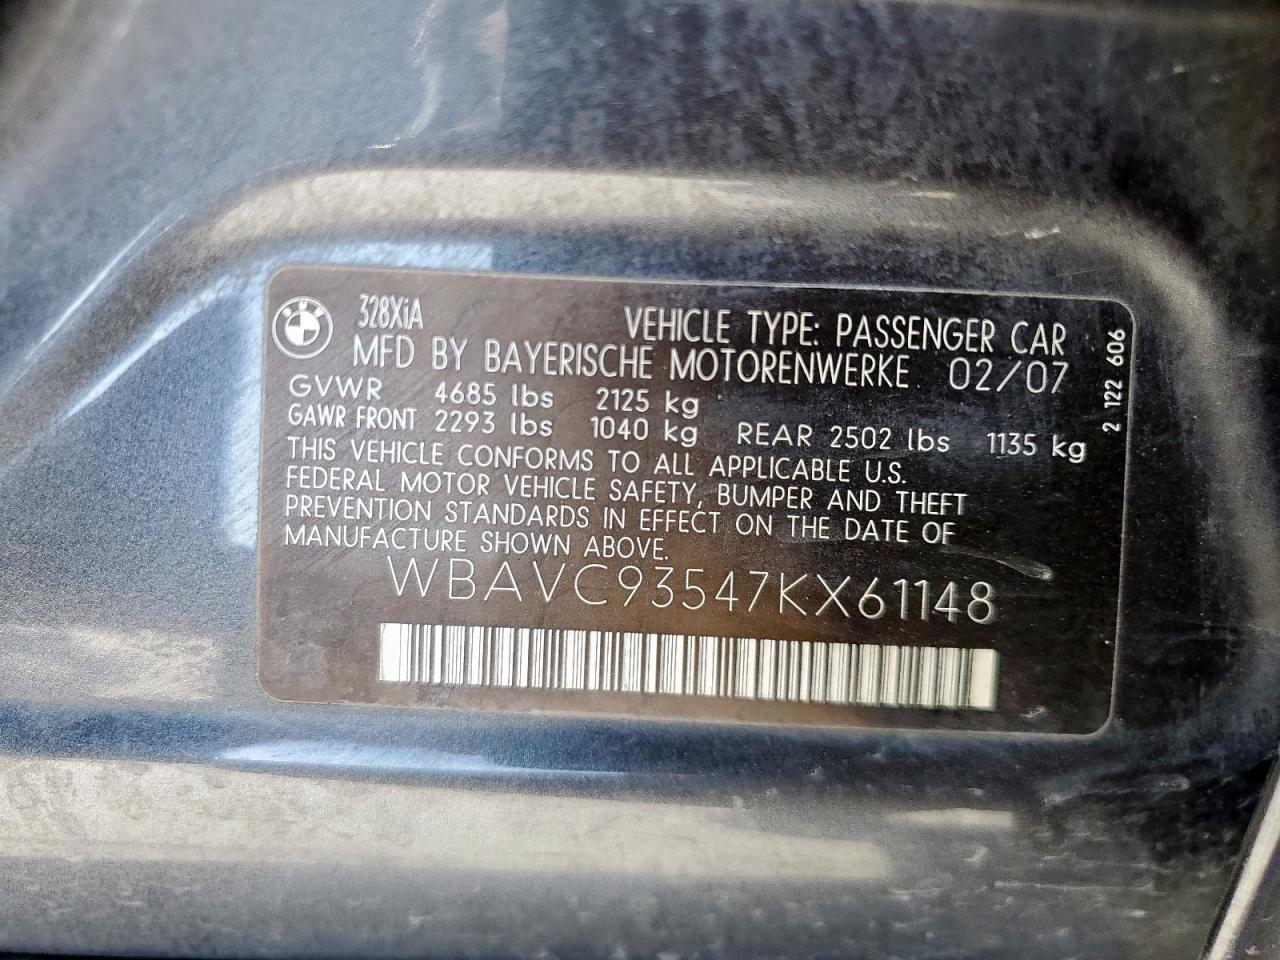 328XiA
VEHICLE TYPE: PASSENGER CAR
MFD BY BAYERISCHE MOTORENWERKE 02/07
GVWR 4685 lbs 2125 kg
GAWR FRONT 2293 lbs 1040 kg REAR 2502 lbs 1135 kg
THIS VEHICLE CONFORMS TO ALL APPLICABLE U.S.
FEDERAL MOTOR VEHICLE SAFETY, BUMPER AND THEFT
PREVENTION STANDARDS IN EFFECT ON THE DATE OF
MANUFACTURE SHOWN ABOVE.
WBAVC93547KX61148
2 122 606